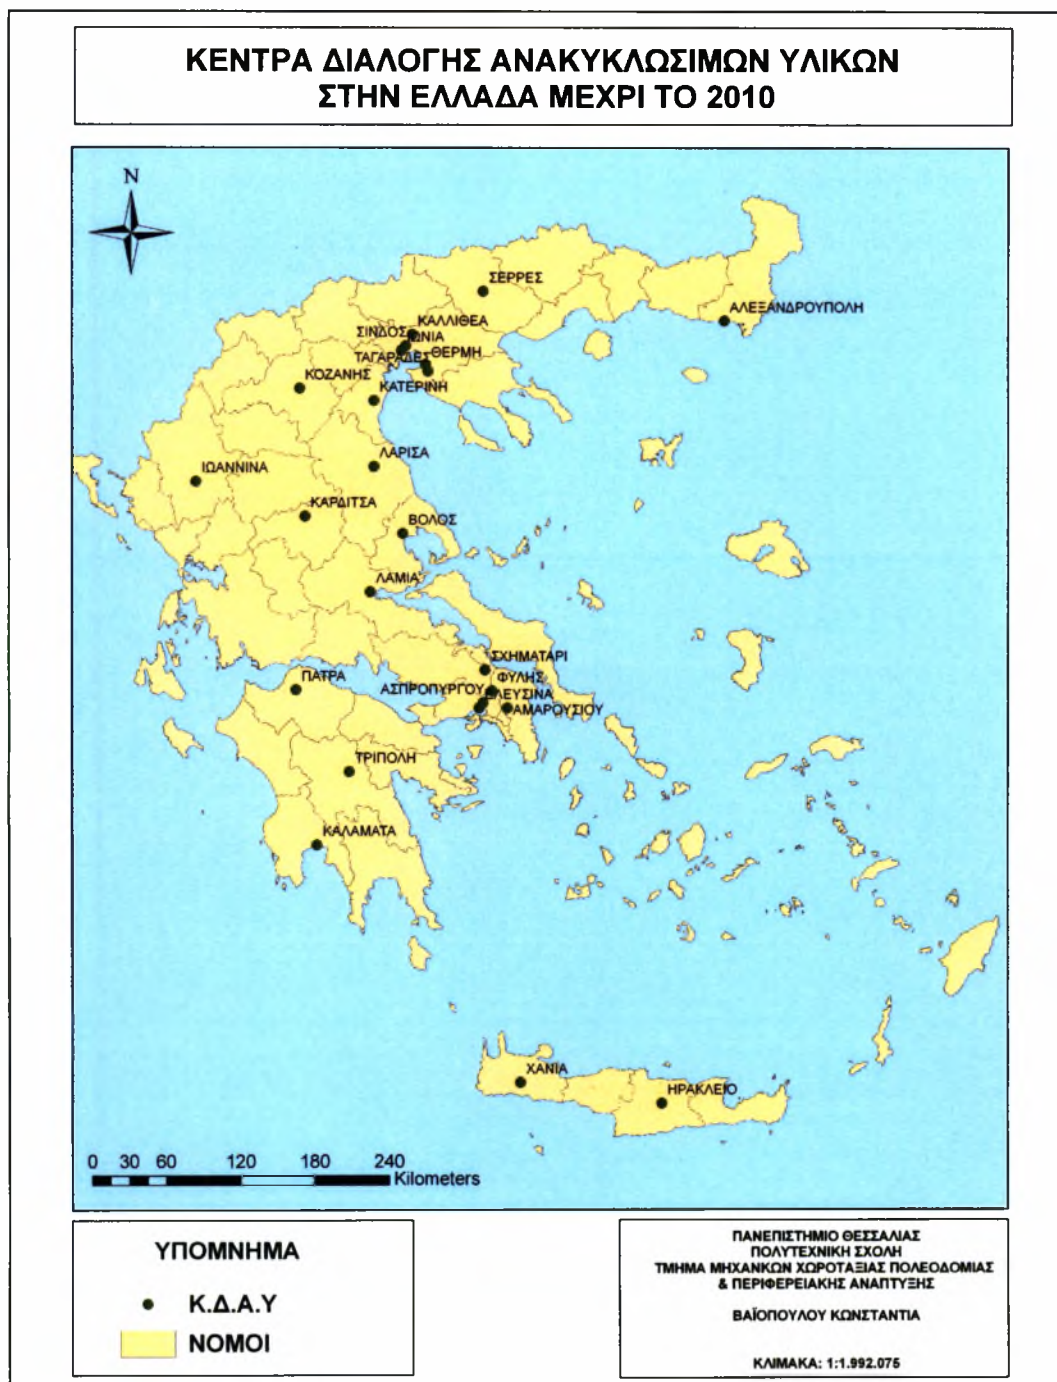 ΚΕΝΤΡΑ ΔΙΑΛΟΓΗΣ ΑΝΑΚΥΚΛΩΣΙΜΩΝ ΥΛΙΚΩΝ
ΣΤΗΝ ΕΛΛΑΔΑ ΜΕΧΡΙ ΤΟ 2010
N
ΣΕΡΡΕΣ
ΑΛΕΞΑΝΔΡΟΥΠΟΛΗ
ΚΑΛΛΙΘΕΑ
ΣΙΝΔΟΣ
ΙΩΝΙΑ
ΤΑΓΑΡΑΔΕΣ
ΘΕΡΜΗ
ΚΟΖΑΝΗΣ
ΚΑΤΕΡΙΝΗ
ΛΑΡΙΣΑ
ΙΩΑΝΝΙΝΑ
ΚΑΡΔΙΤΣΑ
ΒΟΛΟΣ
ΛΑΜΙΑ
ΣΧΗΜΑΤΑΡΙ
ΠΑΤΡΑ
ΦΥΛΗΣ
ΑΣΠΡΟΠΥΡΓΟΥ
ΕΛΕΥΣΙΝΑ
ΑΜΑΡΟΥΣΙΟΥ
ΤΡΙΠΟΛΗ
ΚΑΛΑΜΑΤΑ
ΧΑΝΙΑ
ΗΡΑΚΛΕΙΟ
0 30 60 120 180 240
Kilometers
ΥΠΟΜΝΗΜΑ
Κ.Δ.Α.Υ
ΝΟΜΟΙ
ΠΑΝΕΠΙΣΤΗΜΙΟ ΘΕΣΣΑΛΙΑΣ
ΠΟΛΥΤΕΧΝΙΚΗ ΣΧΟΛΗ
ΤΜΗΜΑ ΜΗΧΑΝΚΩΝ ΧΩΡΟΤΑΞΙΑΣ ΠΟΛΕΟΔΟΜΙΑΣ
& ΠΕΡΙΦΕΡΕΙΑΚΗΣ ΑΝΑΠΤΥΞΗΣ
ΒΑΪΟΠΟΥΛΟΥ ΚΩΝΣΤΑΝΤΙΑ
ΚΛΙΜΑΚΑ: 1:1.992.075